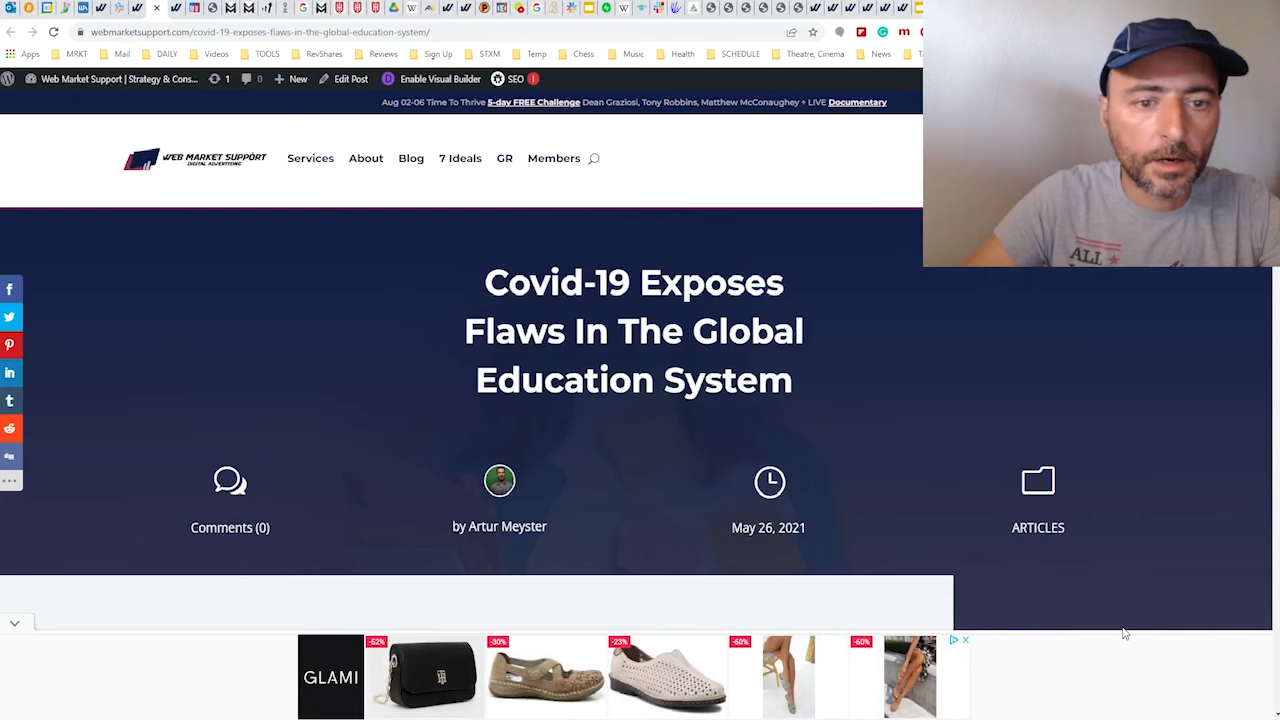 webmarketsupport.com/covid-19-exposes-flaws-in-the-global-education-system/
Apps MRKT Mail DAILY Videos TOOLS RevShares Reviews Sign Up STXM Temp Chess Music Health SCHEDULE Theatre, Cinema News
Web Market Support | Strategy & Cons... 1 0 New Edit Post Enable Visual Builder SEO !
Aug 02-06 Time To Thrive 5-day FREE Challenge Dean Graziosi, Tony Robbins, Matthew McConaughey + LIVE Documentary
WEB MARKET SUPPORT
DIGITAL ADVERTISING
Services About Blog 7 Ideals GR Members
ALL
Covid-19 Exposes
Flaws In The Global
Education System
Comments (0)
by Artur Meyster
May 26, 2021
ARTICLES
GLAMI
-52%
-30%
-23%
-60%
-60%